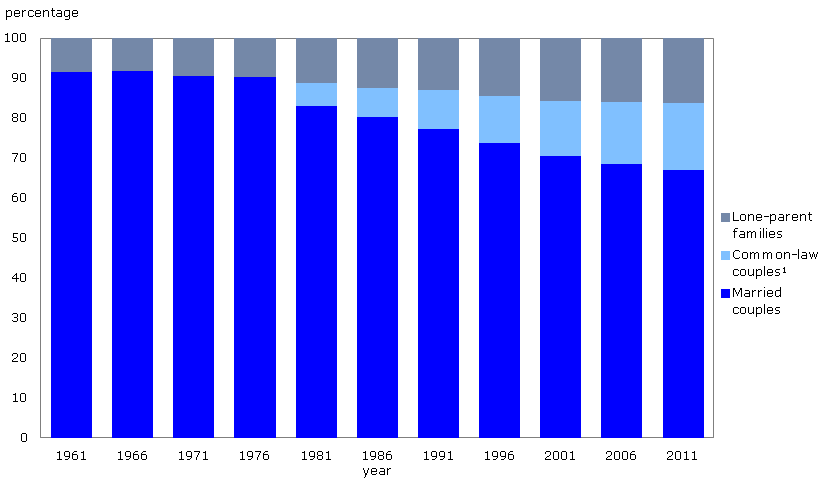 percentage
100
90
80
70
60
50
40
30
20
10
0
1961 1966 1971 1976 1981 1986 1991 1996 2001 2006 2011
year
Lone-parent
families
Common-law
couples¹
Married
couples